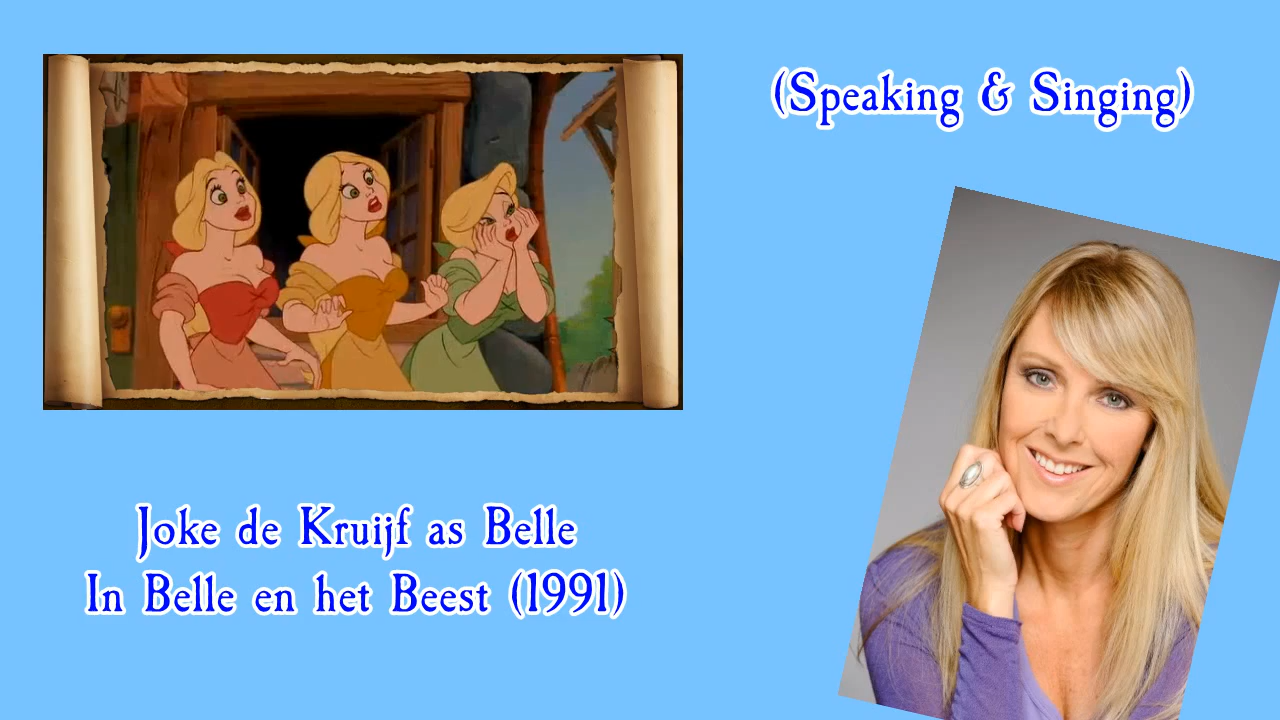 (Speaking & Singing)
Joke de Kruijf as Belle
In Belle en het Beest (1991)